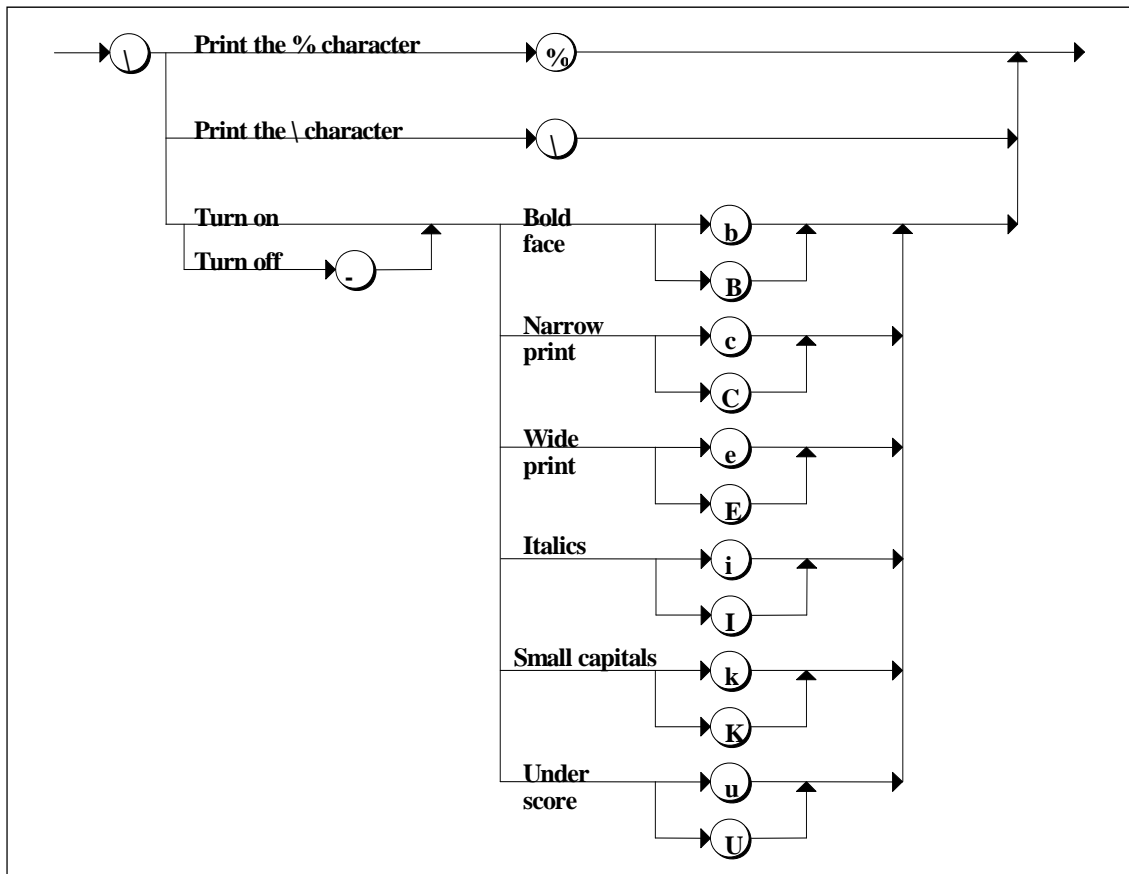 \ Print the % character %
Print the \ character \
Turn on Bold b
face
Turn off - B
Narrow c
print
C
Wide e
print
E
Italics i
I
Small capitals k
K
Under u
score
U